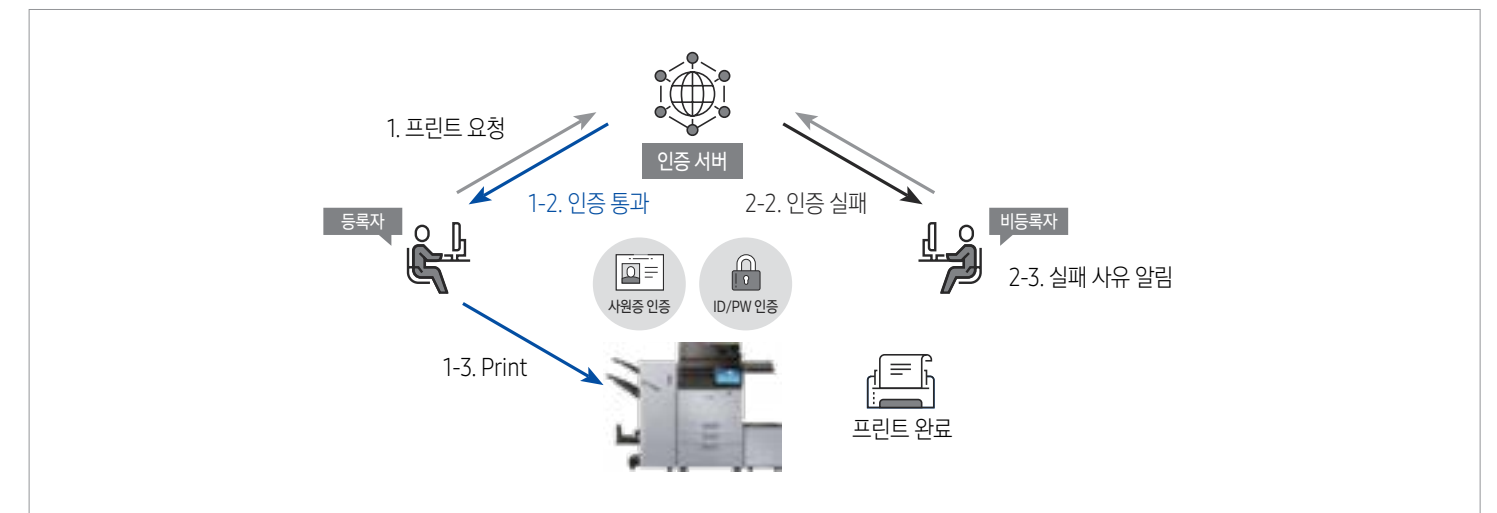 1. 프린트 요청
인증 서버
1-2. 인증 통과
2-2. 인증 실패
등록자
비등록자
2-3. 실패 사유 알림
사원증 인증
ID/PW 인증
1-3. Print
프린트 완료